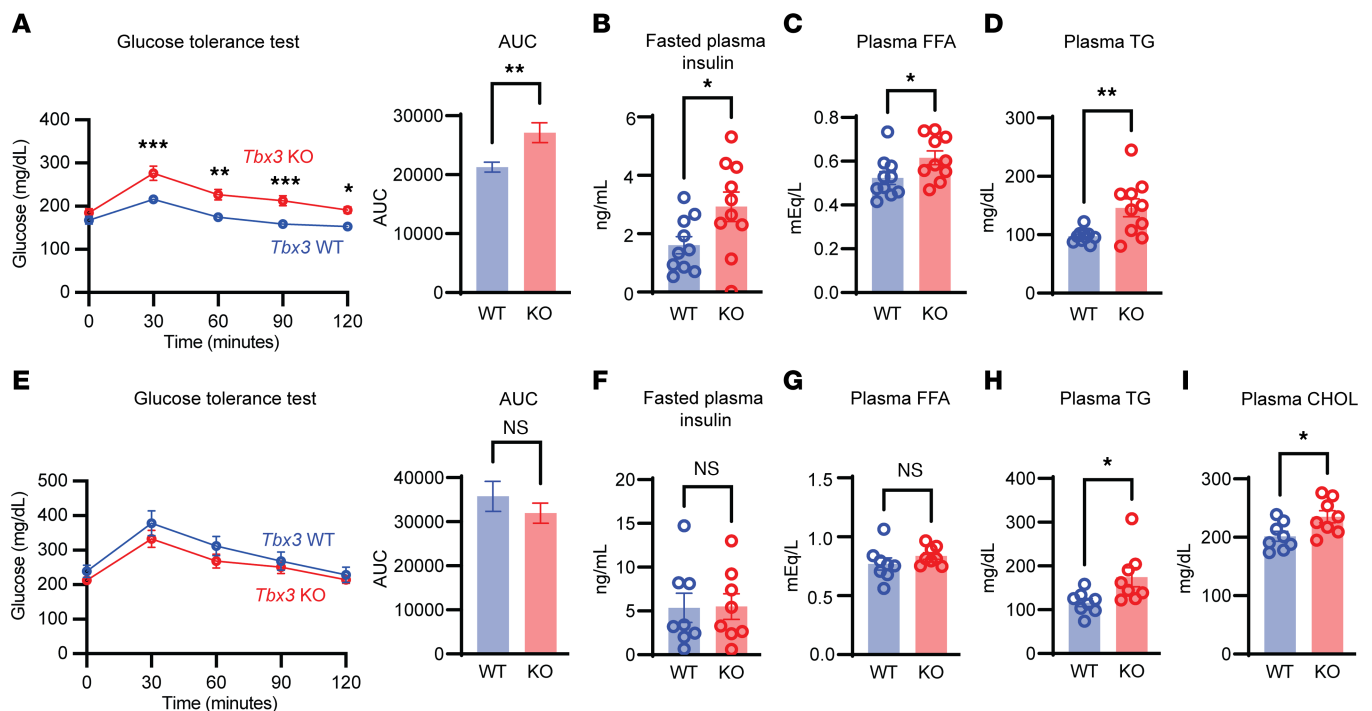 A
Glucose tolerance test
Glucose (mg/dL)
400
300
200
100
0
***
**
***
*
Tbx3 KO
Tbx3 WT
0 30 60 90 120
Time (minutes)
AUC
**
AUC
30000
20000
10000
0
WT KO
B
Fasted plasma
insulin
*
ng/mL
6
4
2
0
WT KO
C
Plasma FFA
*
mEq/L
0.8
0.6
0.4
0.2
0.0
WT KO
D
Plasma TG
**
mg/dL
300
200
100
0
WT KO
E
Glucose tolerance test
Glucose (mg/dL)
500
400
300
200
100
0
Tbx3 WT
Tbx3 KO
0 30 60 90 120
Time (minutes)
AUC
NS
AUC
40000
30000
20000
10000
0
WT KO
F
Fasted plasma
insulin
NS
ng/mL
20
15
10
5
0
WT KO
G
Plasma FFA
NS
mEq/L
1.5
1.0
0.5
0.0
WT KO
H
Plasma TG
*
mg/dL
400
300
200
100
0
WT KO
I
Plasma CHOL
*
mg/dL
300
200
100
0
WT KO